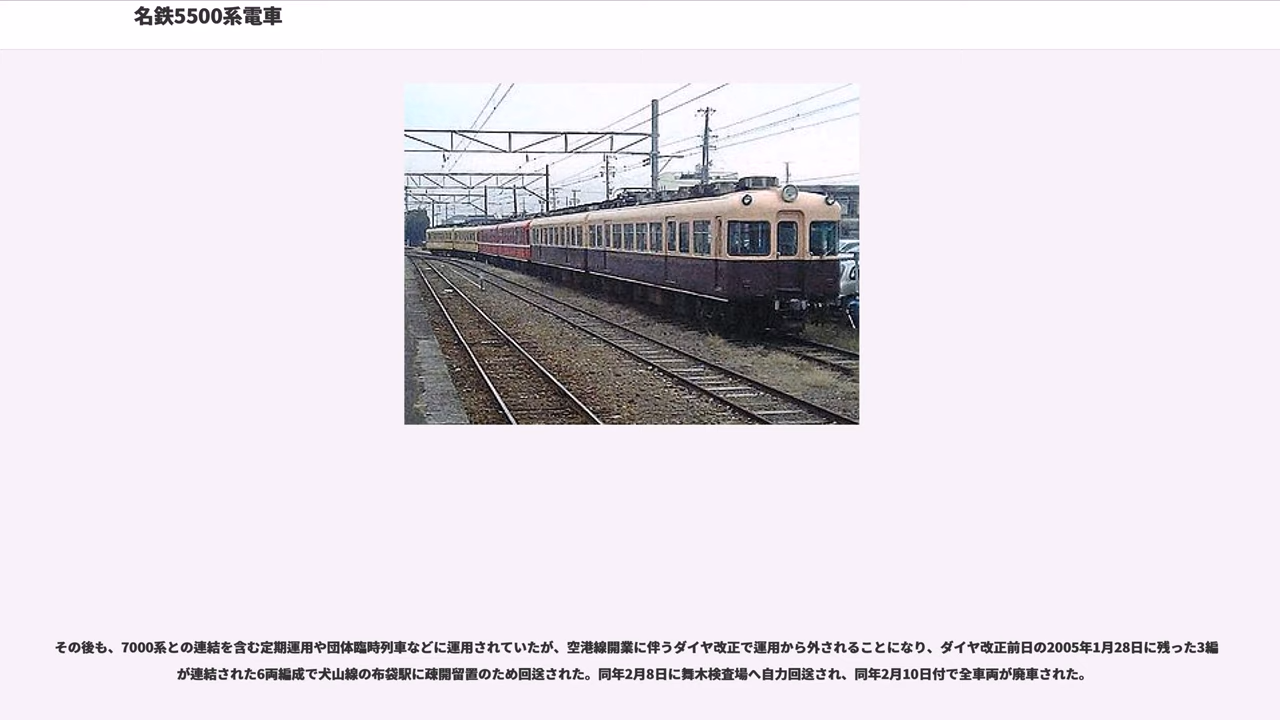 名鉄5500系電車
その後も、7000系との連結を含む定期運用や団体臨時列車などに運用されていたが、空港線開業に伴うダイヤ改正で運用から外されることになり、ダイヤ改正前日の2005年1月28日に残った3編
が連結された6両編成で犬山線の布袋駅に疎開留置のため回送された。同年2月8日に舞木検査場へ自力回送され、同年2月10日付で全車両が廃車された。